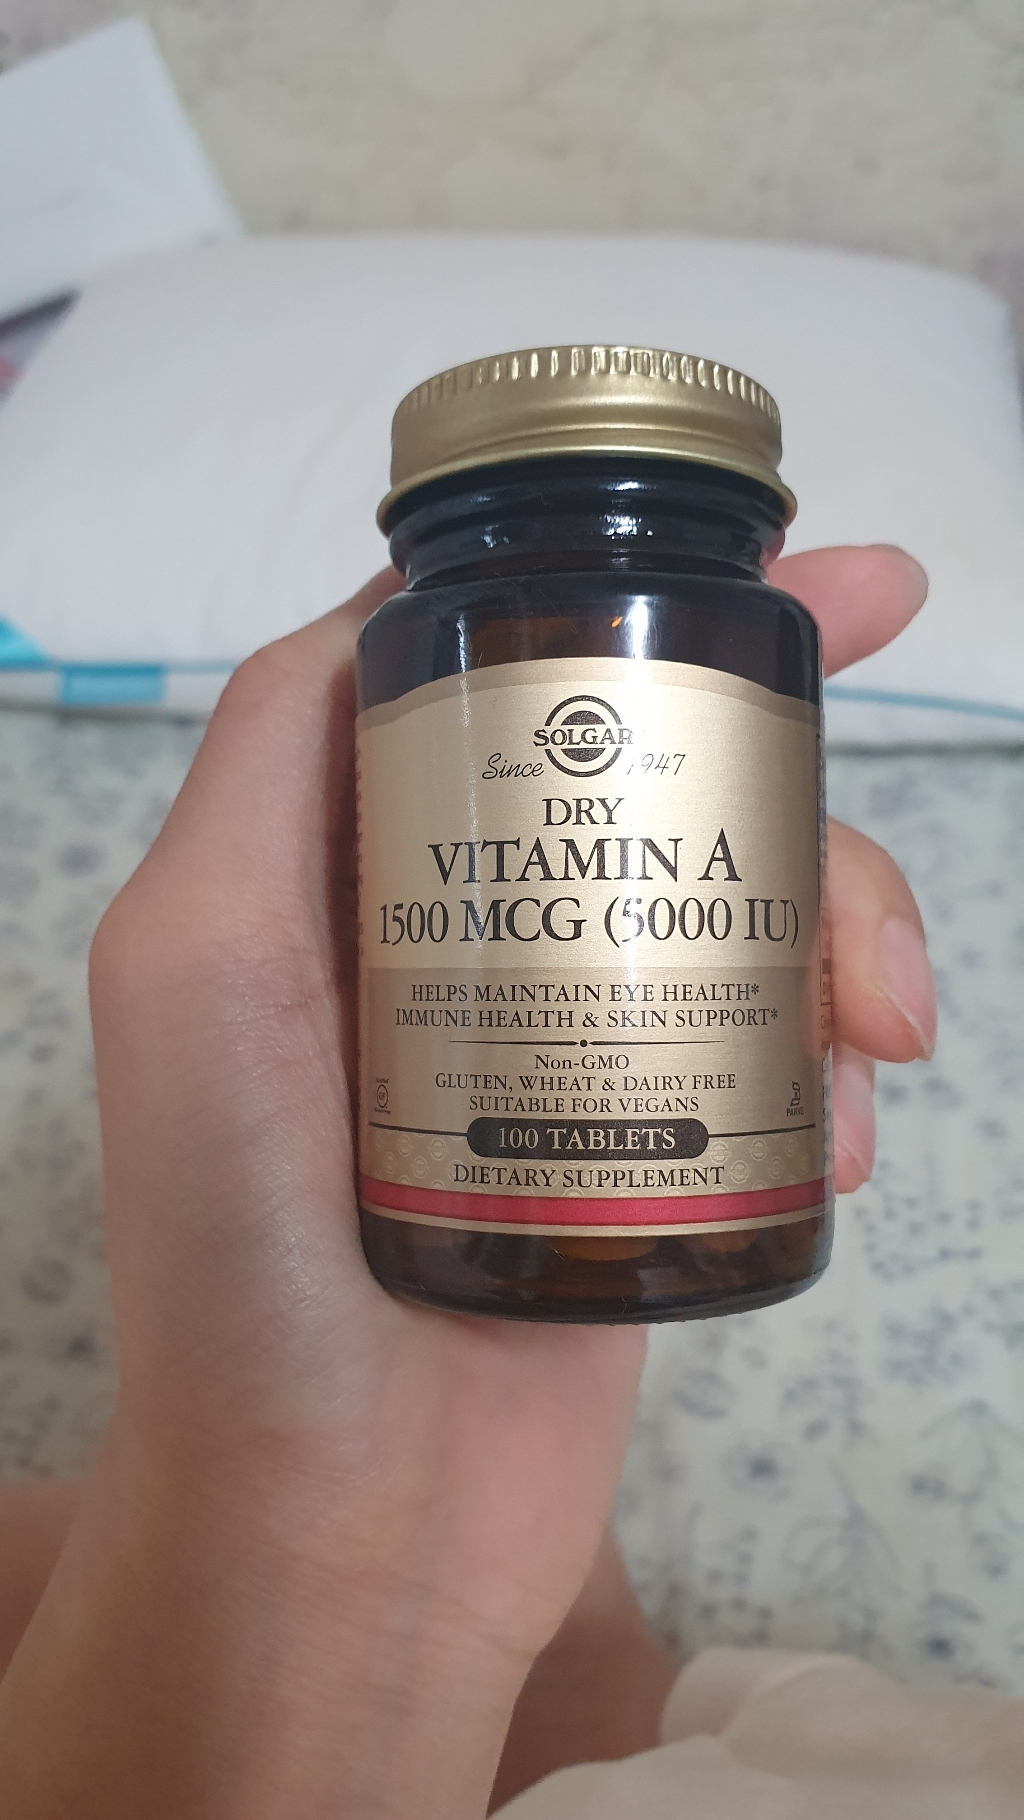 SOLGAR
Since 1947
DRY
VITAMIN A
1500 MCG (5000 IU)
HELPS MAINTAIN EYE HEALTH*
IMMUNE HEALTH & SKIN SUPPORT*
Non-GMO
GLUTEN, WHEAT & DAIRY FREE
SUITABLE FOR VEGANS
PARVE
100 TABLETS
DIETARY SUPPLEMENT